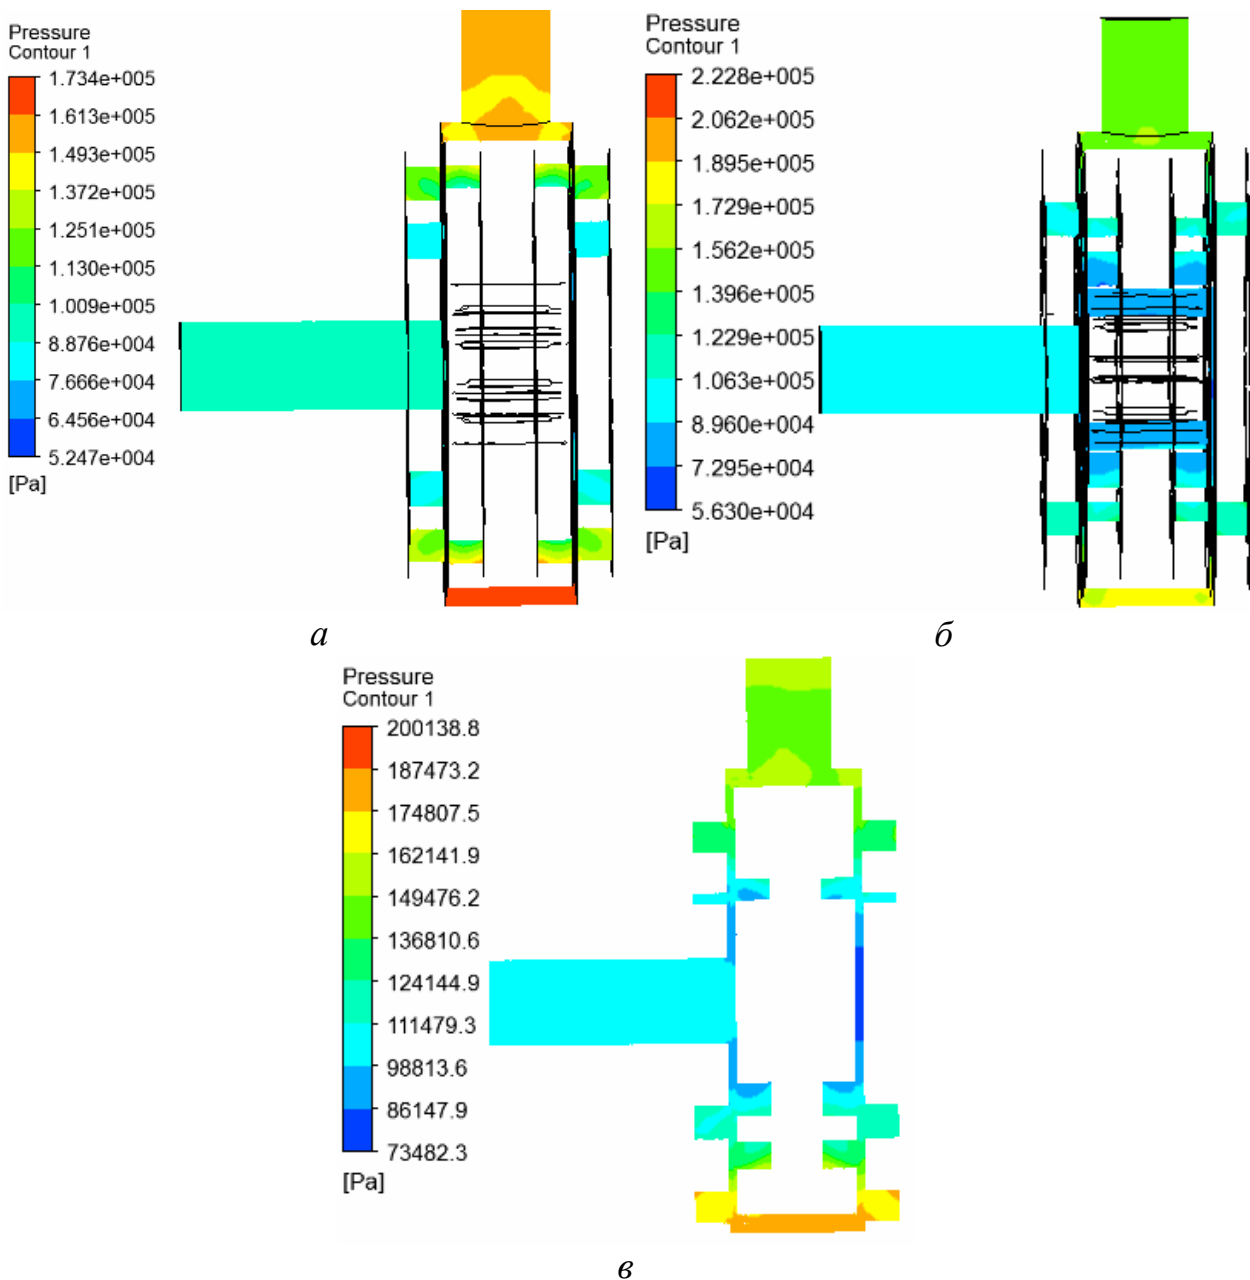 Pressure
Contour 1
1.734e+005
1.613e+005
1.493e+005
1.372e+005
1.251e+005
1.130e+005
1.009e+005
8.876e+004
7.666e+004
6.456e+004
5.247e+004
[Pa]
а
Pressure
Contour 1
2.228e+005
2.062e+005
1.895e+005
1.729e+005
1.562e+005
1.396e+005
1.229e+005
1.063e+005
8.960e+004
7.295e+004
5.630e+004
[Pa]
б
Pressure
Contour 1
200138.8
187473.2
174807.5
162141.9
149476.2
136810.6
124144.9
111479.3
98813.6
86147.9
73482.3
[Pa]
в